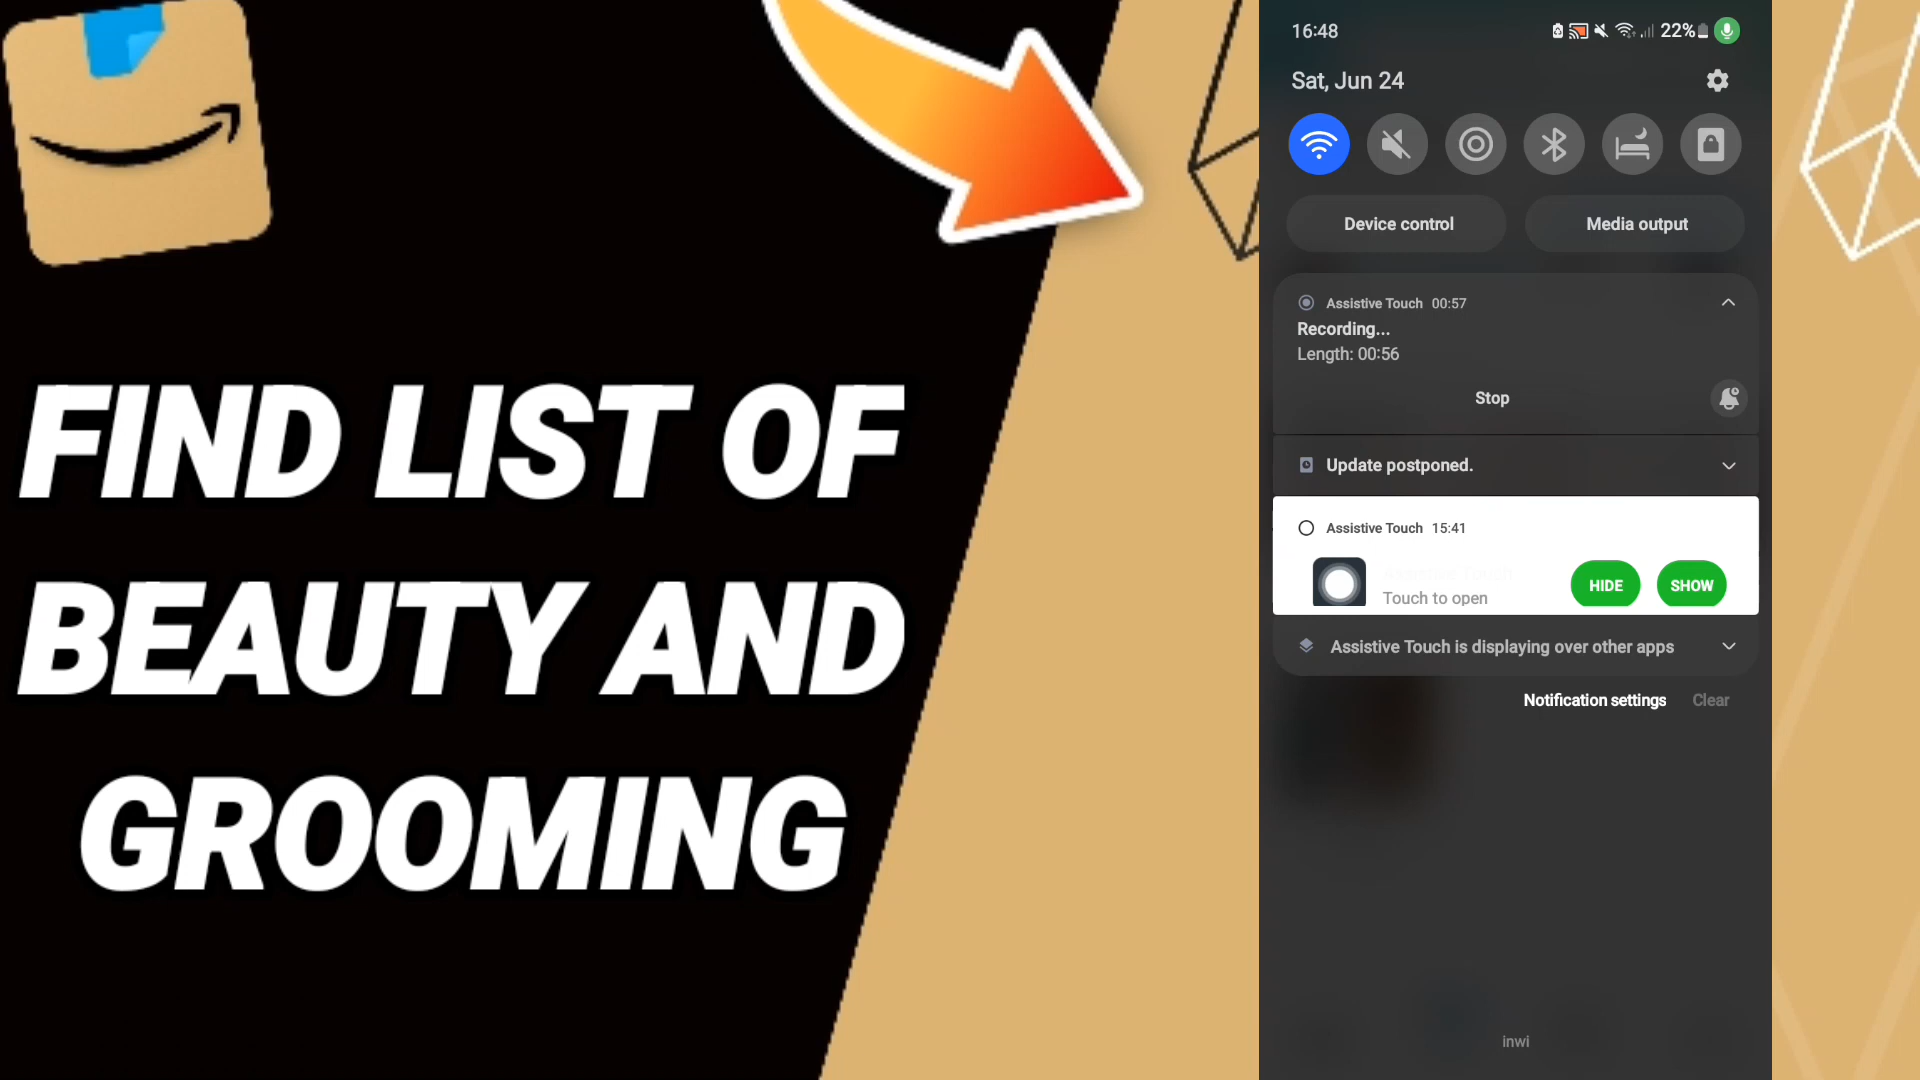 FIND LIST OF
BEAUTY AND
GROOMING
16:48
22%
Sat, Jun 24
Device control
Media output
Assistive Touch 00:57
Recording...
Length: 00:56
Stop
Update postponed.
Assistive Touch 15:41
Assistive Touch
Touch to open
HIDE
SHOW
Assistive Touch is displaying over other apps
Notification settings
Clear
inwi